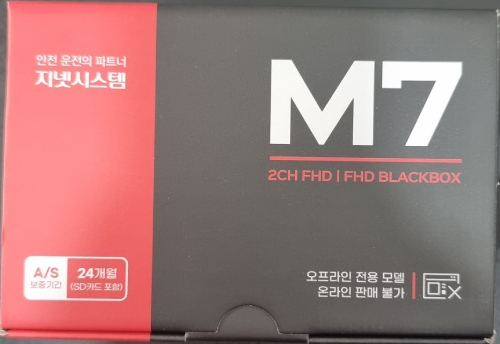 안전 운전의 파트너
지넷시스템
M7
2CH FHD | FHD BLACKBOX
A/S
보증기간
24개월
(SD카드 포함)
오프라인 전용 모델
온라인 판매 불가